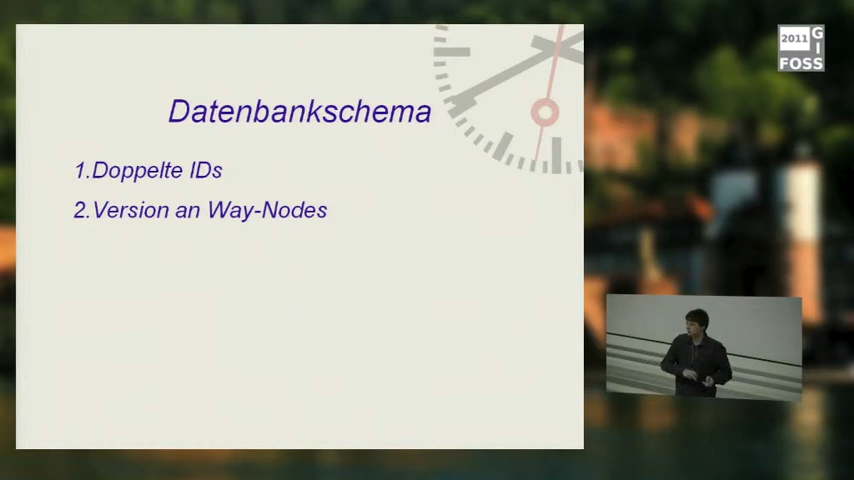 Datenbankschema
1.Doppelte IDs
2.Version an Way-Nodes
2011 G
I
FOSS